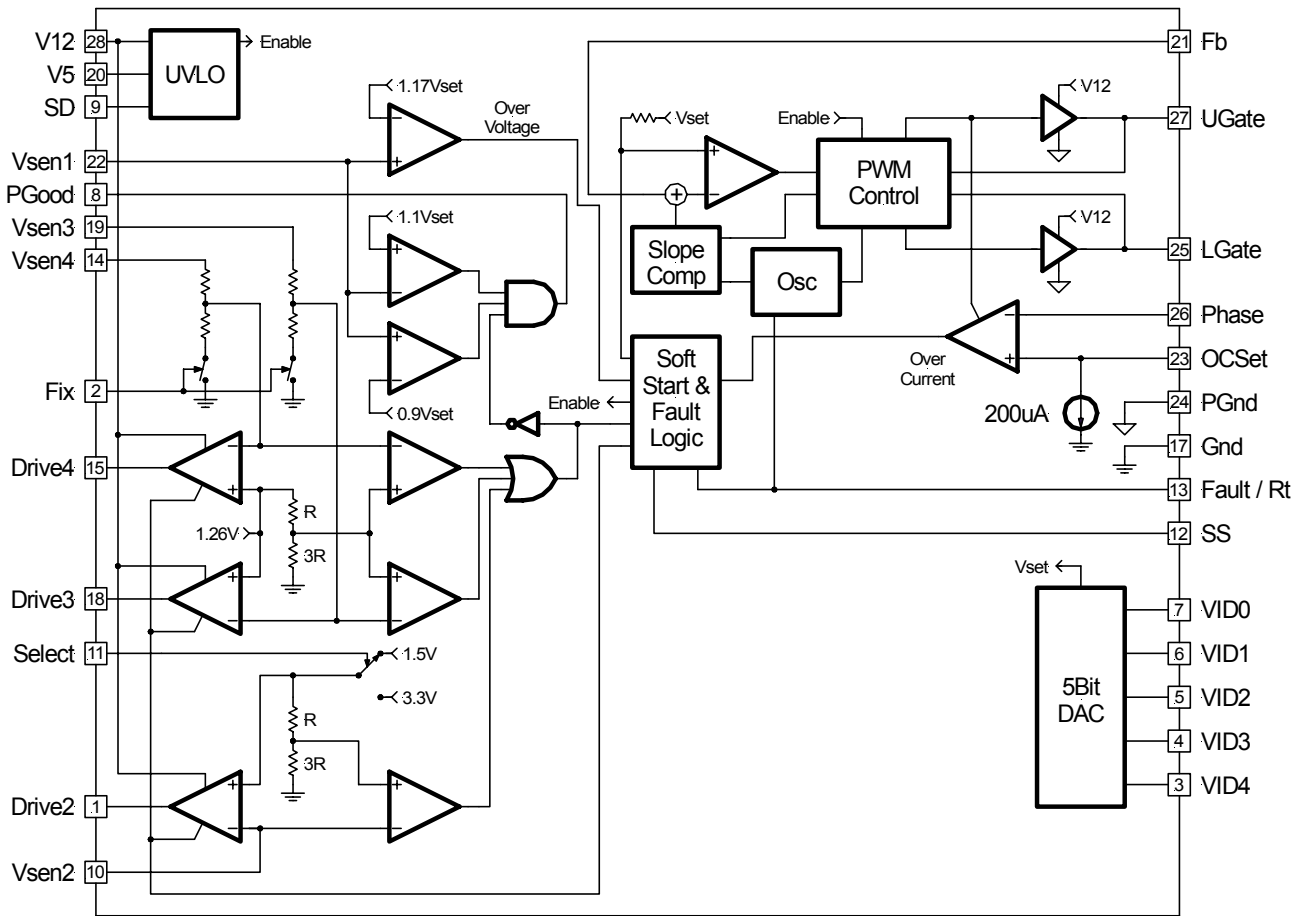 V12 28
V5 20
SD 9
UVLO
Enable
Vsen1 22
PGood 8
Vsen3 19
Vsen4 14
Fix 2
Drive4 15
Drive3 18
Select 11
Drive2 1
Vsen2 10
1.17Vset
Over
Voltage
1.1Vset
0.9Vset
1.26V
R
3R
1.5V
3.3V
R
3R
Vset
Enable
PWM
Control
V12
V12
Slope
Comp
Osc
Over
Current
Soft
Start &
Fault
Logic
Enable
200uA
21 Fb
27 UGate
25 LGate
26 Phase
23 OCSet
24 PGnd
17 Gnd
13 Fault / Rt
12 SS
Vset
5Bit
DAC
7 VID0
6 VID1
5 VID2
4 VID3
3 VID4